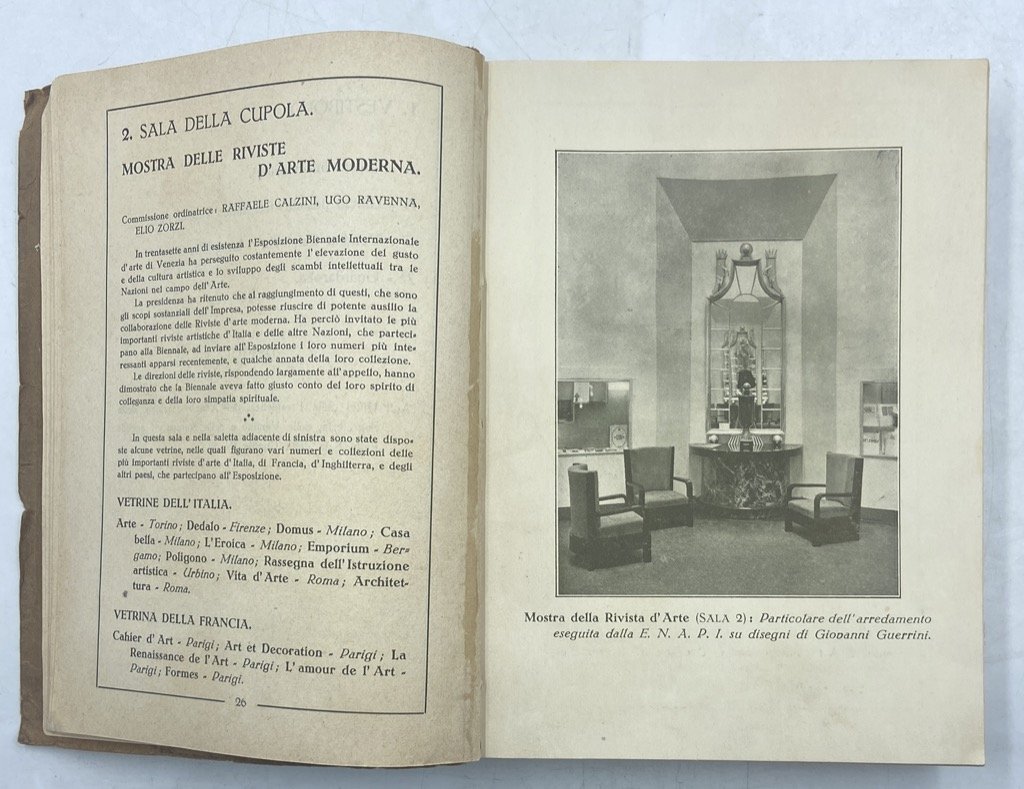 2. SALA DELLA CUPOLA.
MOSTRA DELLE RIVISTE
D'ARTE MODERNA.
Commissione ordinatrice: RAFFAELE CALZINI, UGO RAVENNA,
ELIO ZORZI.
In trentasette anni di esistenza l'Esposizione Biennale Internazionale
d'arte di Venezia ha perseguito costantemente l'elevazione del gusto
e della cultura artistica e lo sviluppo degli scambi intellettuali tra le
Nazioni nel campo dell'Arte.
La presidenza ha ritenuto che al raggiungimento di questi, che sono
gli scopi sostanziali dell'Impresa, potesse riuscire di potente ausilio la
collaborazione delle Riviste d'arte moderna. Ha perciò invitato le più
importanti riviste artistiche d'Italia e delle altre Nazioni, che parteci-
pano alla Biennale, ad inviare all'Esposizione i loro numeri più inte-
ressanti apparsi recentemente, e qualche annata della loro collezione.
Le direzioni delle riviste, rispondendo largamente all'appello, hanno
dimostrato che la Biennale aveva fatto giusto conto del loro spirito di
colleganza e della loro simpatia spirituale.
In questa sala e nella saletta adiacente di sinistra sono state dispo-
ste alcune vetrine, nelle quali figurano vari numeri e collezioni delle
più importanti riviste d'arte d'Italia, di Francia, d'Inghilterra, e degli
altri paesi, che partecipano all'Esposizione.
VETRINE DELL'ITALIA.
Arte - Torino; Dedalo - Firenze; Domus - Milano; Casa
bella - Milano; L'Eroica - Milano; Emporium - Ber-
gamo; Poligono - Milano; Rassegna dell'Istruzione
artistica - Urbino; Vita d'Arte - Roma; Architet-
tura - Roma.
VETRINA DELLA FRANCIA.
Cahier d'Art - Parigi; Art et Decoration - Parigi; La
Renaissance de l'Art - Parigi; L'amour de l'Art -
Parigi; Formes - Parigi.
26
Mostra della Rivista d'Arte (SALA 2): Particolare dell'arredamento
eseguita dalla E. N. A. P. I. su disegni di Giovanni Guerrini.